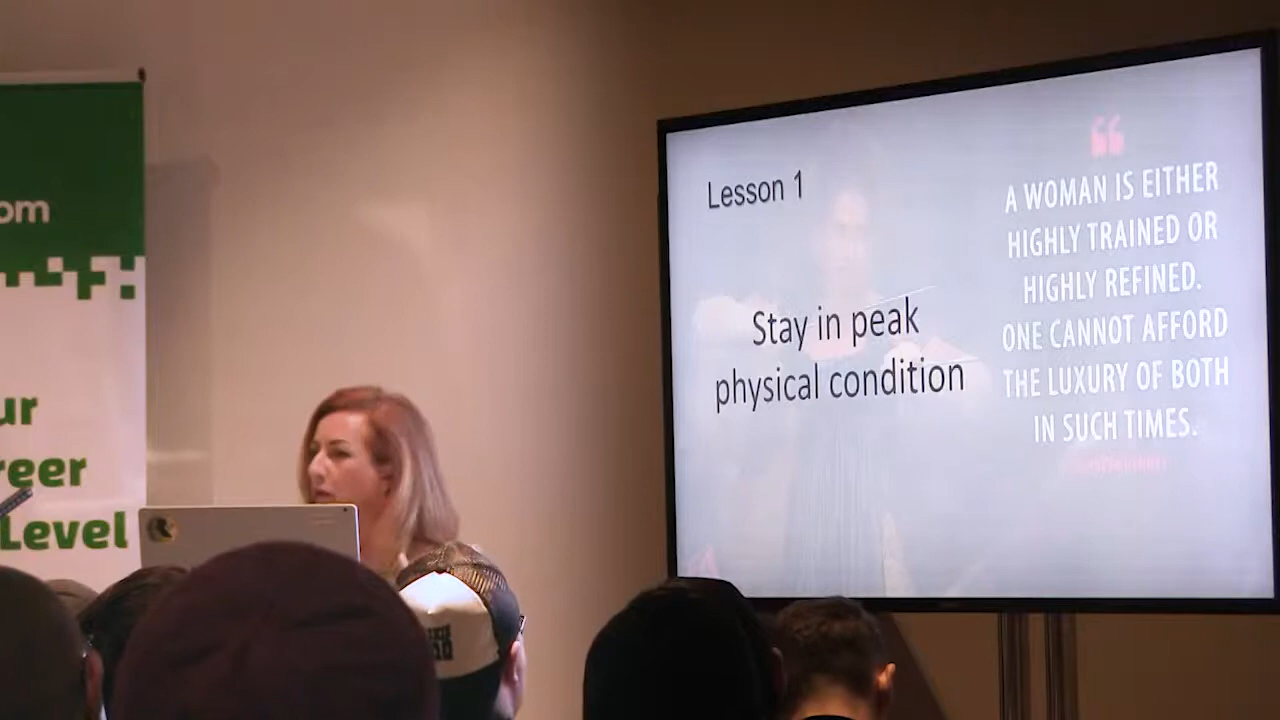 om
ur
reer
Level
Lesson 1
Stay in peak
physical condition
“
A WOMAN IS EITHER
HIGHLY TRAINED OR
HIGHLY REFINED.
ONE CANNOT AFFORD
THE LUXURY OF BOTH
IN SUCH TIMES.